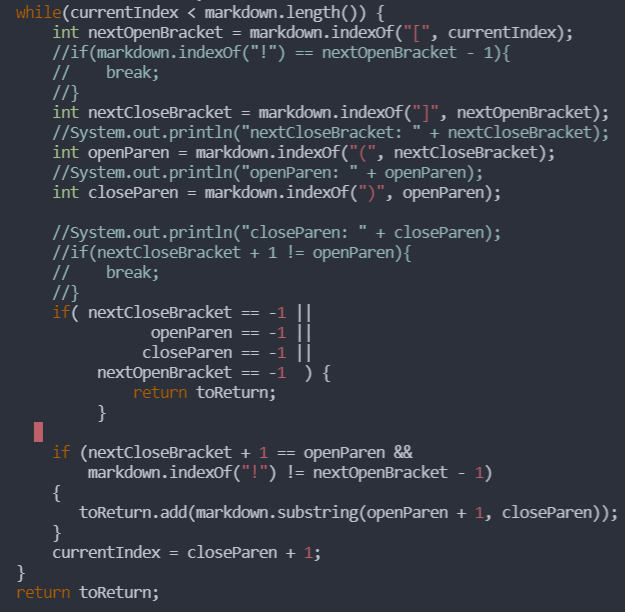 while(currentIndex < markdown.length()) {
    int nextOpenBracket = markdown.indexOf("[", currentIndex);
    //if(markdown.indexOf("!") == nextOpenBracket - 1){
    //    break;
    //}
    int nextCloseBracket = markdown.indexOf("]", nextOpenBracket);
    //System.out.println("nextCloseBracket: " + nextCloseBracket);
    int openParen = markdown.indexOf("(", nextCloseBracket);
    //System.out.println("openParen: " + openParen);
    int closeParen = markdown.indexOf(")", openParen);

    //System.out.println("closeParen: " + closeParen);
    //if(nextCloseBracket + 1 != openParen){
    //    break;
    //}
    if( nextCloseBracket == -1 ||
               openParen == -1 ||
              closeParen == -1 ||
         nextOpenBracket == -1  ) {
             return toReturn;
         }

    if (nextCloseBracket + 1 == openParen &&
        markdown.indexOf("!") != nextOpenBracket - 1)
    {
       toReturn.add(markdown.substring(openParen + 1, closeParen));
    }
    currentIndex = closeParen + 1;
}
return toReturn;